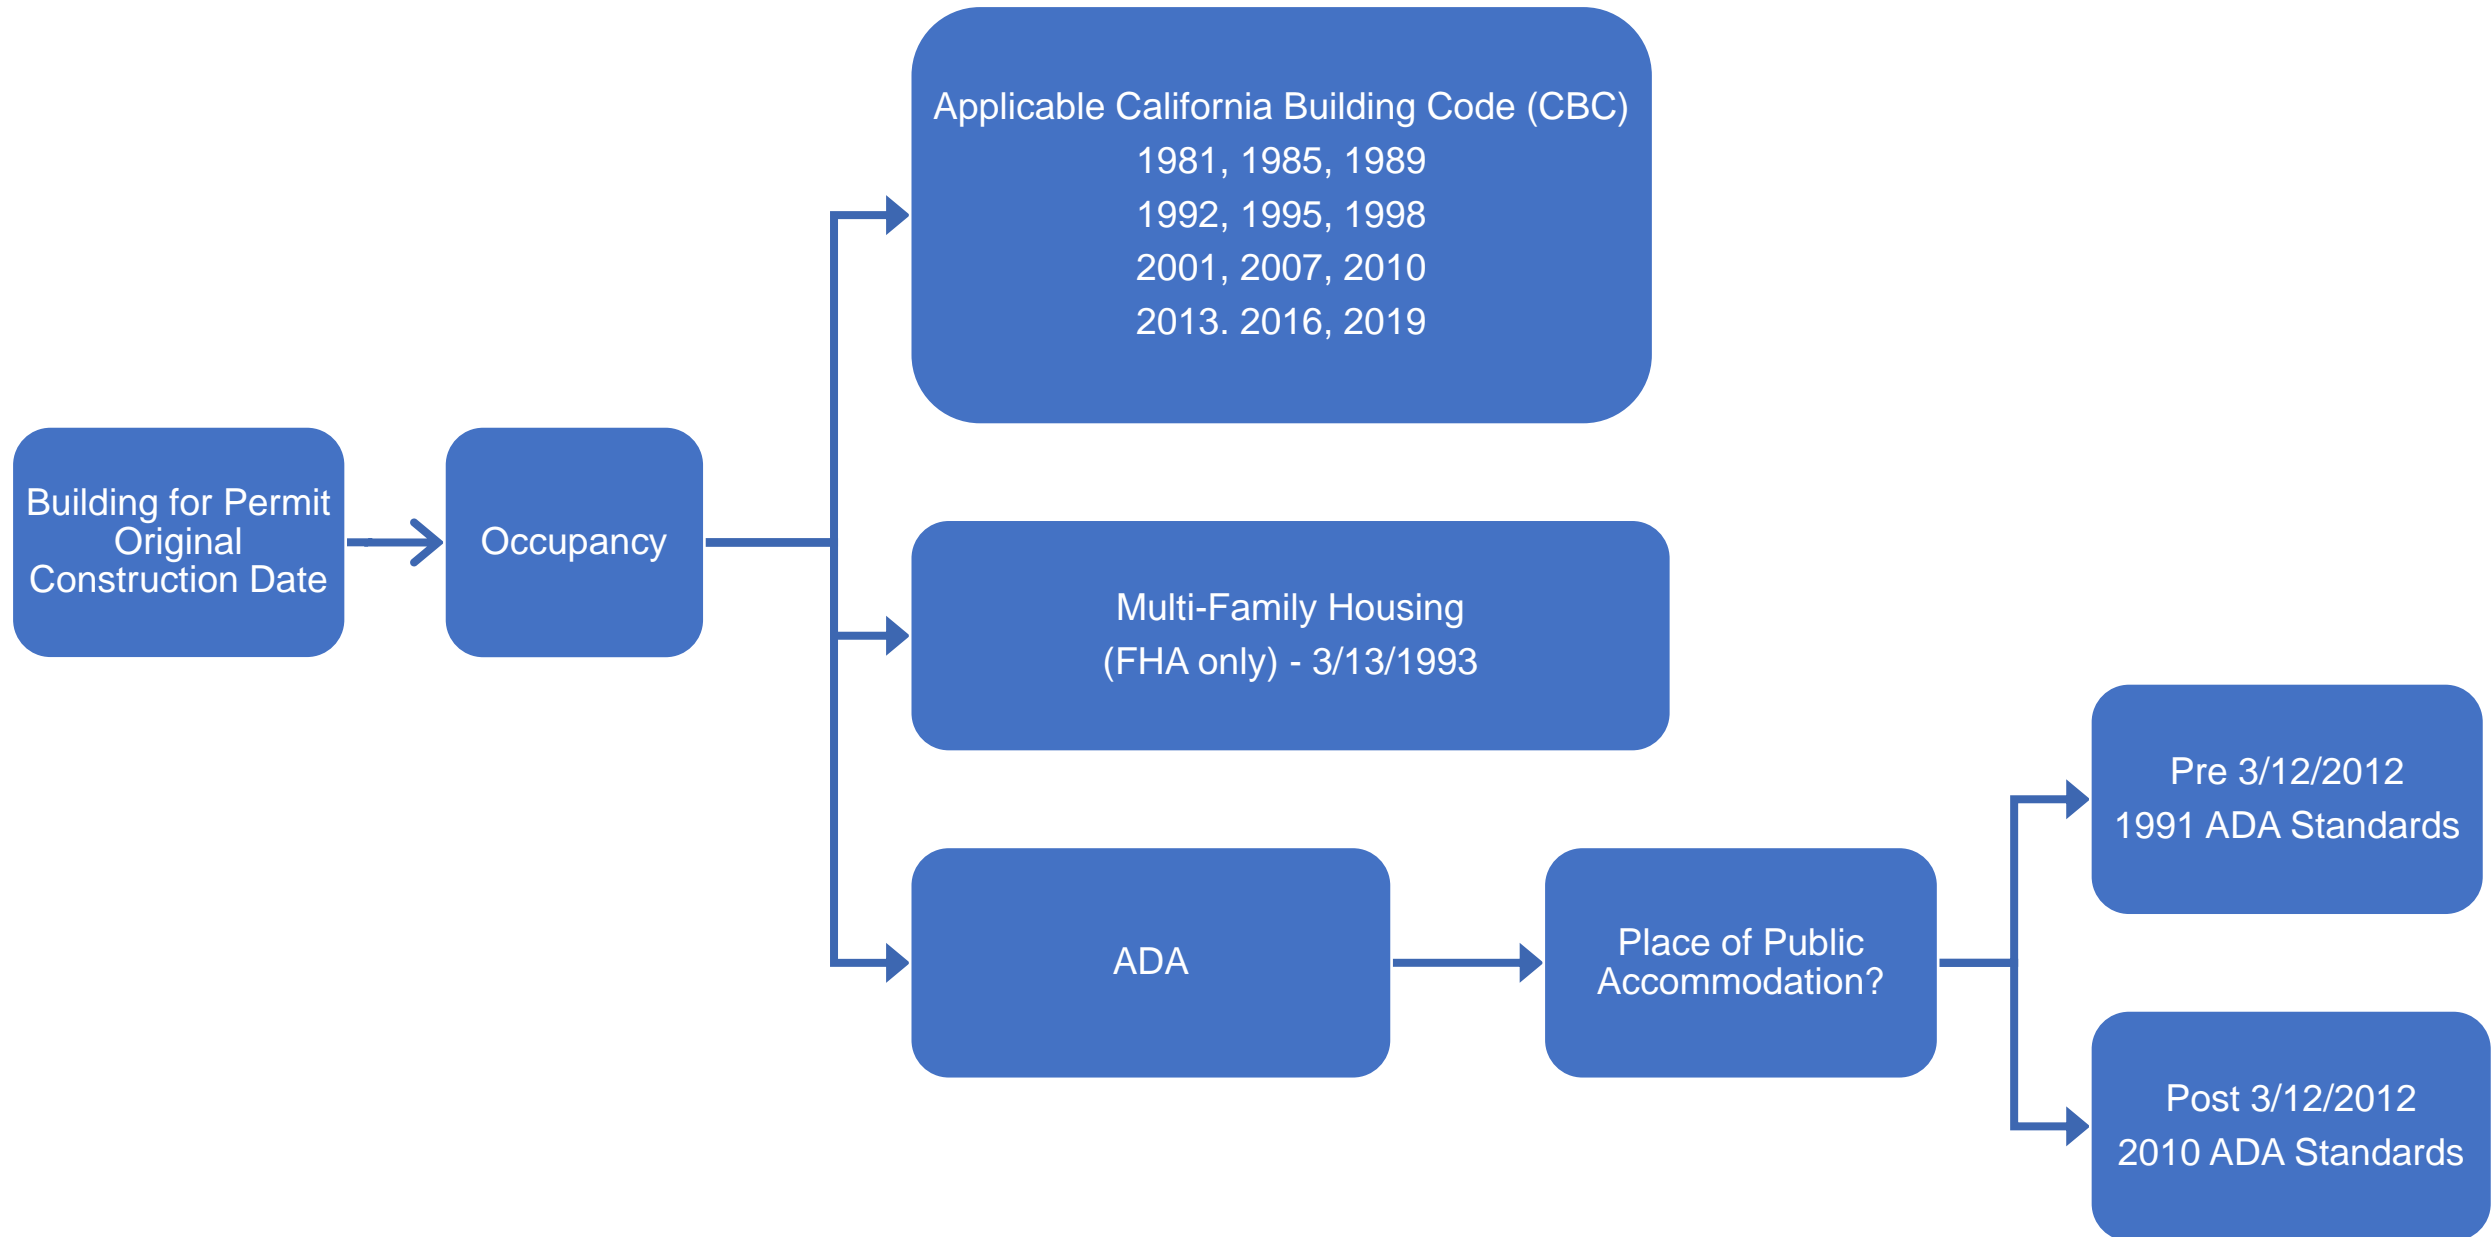 Building for Permit
Original
Construction Date
Occupancy
Applicable California Building Code (CBC)
1981, 1985, 1989
1992, 1995, 1998
2001, 2007, 2010
2013. 2016, 2019
Multi-Family Housing
(FHA only) - 3/13/1993
ADA
Place of Public
Accommodation?
Pre 3/12/2012
1991 ADA Standards
Post 3/12/2012
2010 ADA Standards